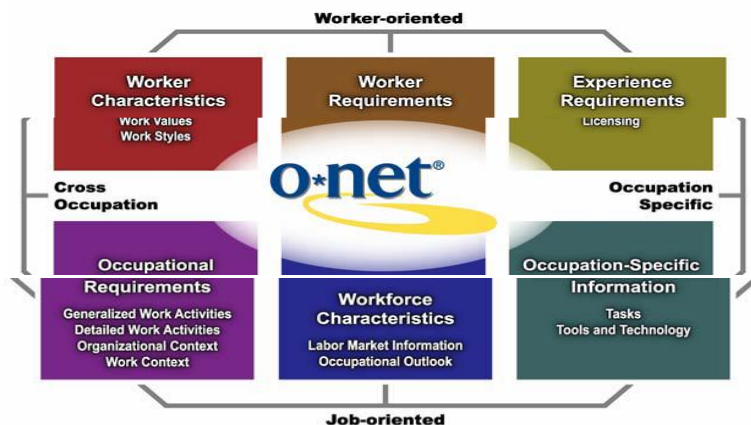 Worker-oriented
Worker
Characteristics
Work Values
Work Styles
Worker
Requirements
Experience
Requirements
Licensing
Cross
Occupation
o*net®
Occupation
Specific
Occupational
Requirements
Generalized Work Activities
Detailed Work Activities
Organizational Context
Work Context
Workforce
Characteristics
Labor Market Information
Occupational Outlook
Occupation-Specific
Information
Tasks
Tools and Technology
Job-oriented